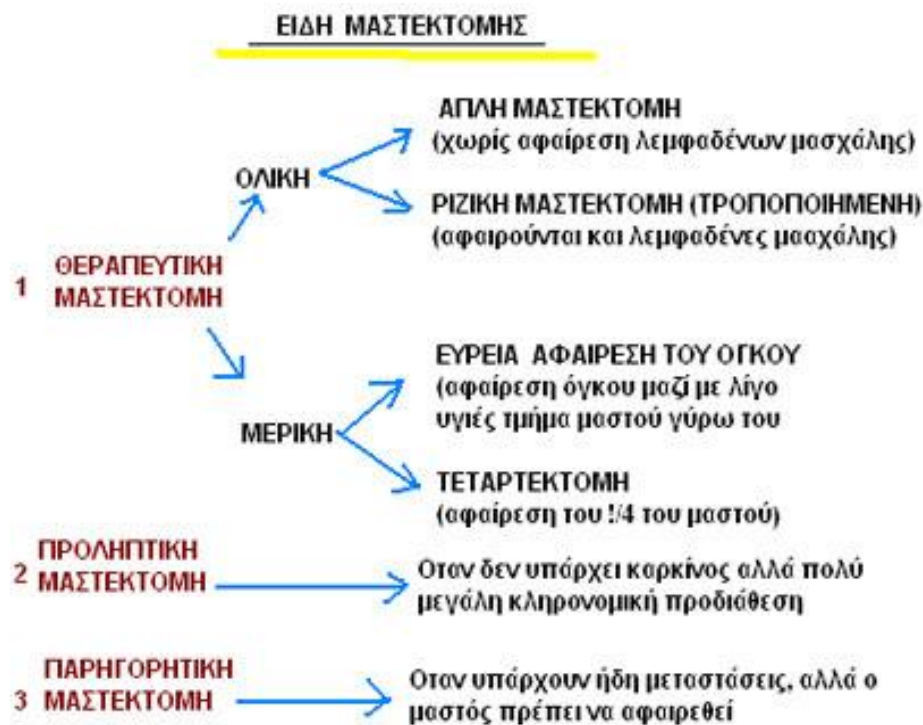 ΕΙΔΗ ΜΑΣΤΕΚΤΟΜΗΣ
ΑΠΛΗ ΜΑΣΤΕΚΤΟΜΗ
(χωρίς αφαίρεση λεμφαδένων μασχάλης)
ΟΛΙΚΗ
ΡΙΖΙΚΗ ΜΑΣΤΕΚΤΟΜΗ (ΤΡΟΠΟΠΟΙΗΜΕΝΗ)
(αφαιρούνται και λεμφαδένες μασχάλης)
1 ΘΕΡΑΠΕΥΤΙΚΗ
ΜΑΣΤΕΚΤΟΜΗ
ΕΥΡΕΙΑ ΑΦΑΙΡΕΣΗ ΤΟΥ ΟΓΚΟΥ
(αφαίρεση όγκου μαζί με λίγο
υγιές τμήμα μαστού γύρω του
ΜΕΡΙΚΗ
ΤΕΤΑΡΤΕΚΤΟΜΗ
(αφαίρεση του !/4 του μαστού)
2 ΠΡΟΛΗΠΤΙΚΗ
ΜΑΣΤΕΚΤΟΜΗ
Οταν δεν υπάρχει καρκίνος αλλά πολύ
μεγάλη κληρονομική προδιάθεση
3 ΠΑΡΗΓΟΡΗΤΙΚΗ
ΜΑΣΤΕΚΤΟΜΗ
Οταν υπάρχουν ήδη μεταστάσεις, αλλά ο
μαστός πρέπει να αφαιρεθεί